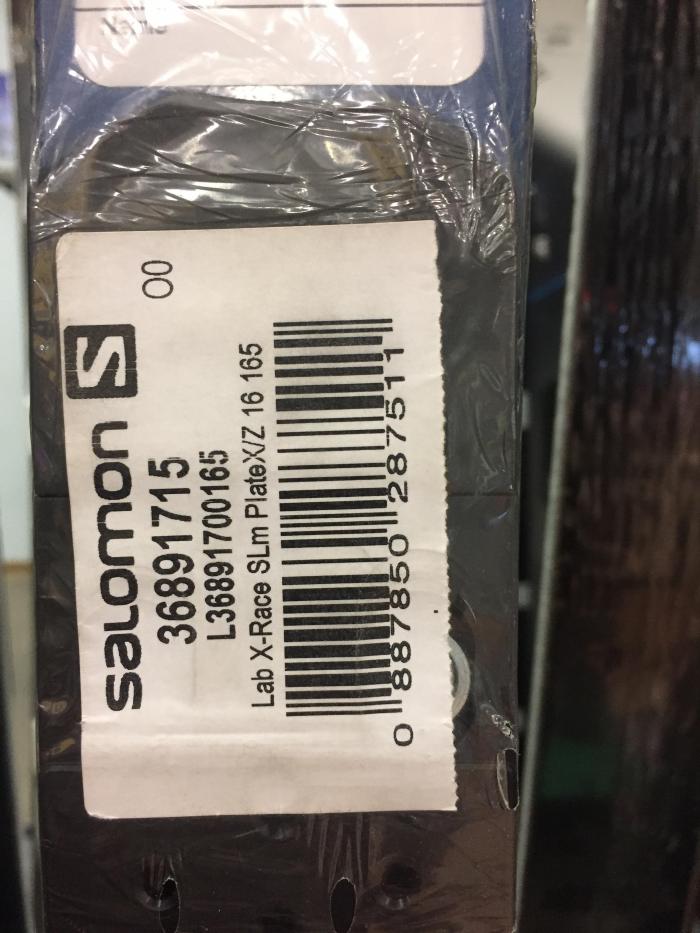 00
salomon S
36891715
L36891700165
Lab X-Race SLm PlateX/Z 16 165
0 887850 287511